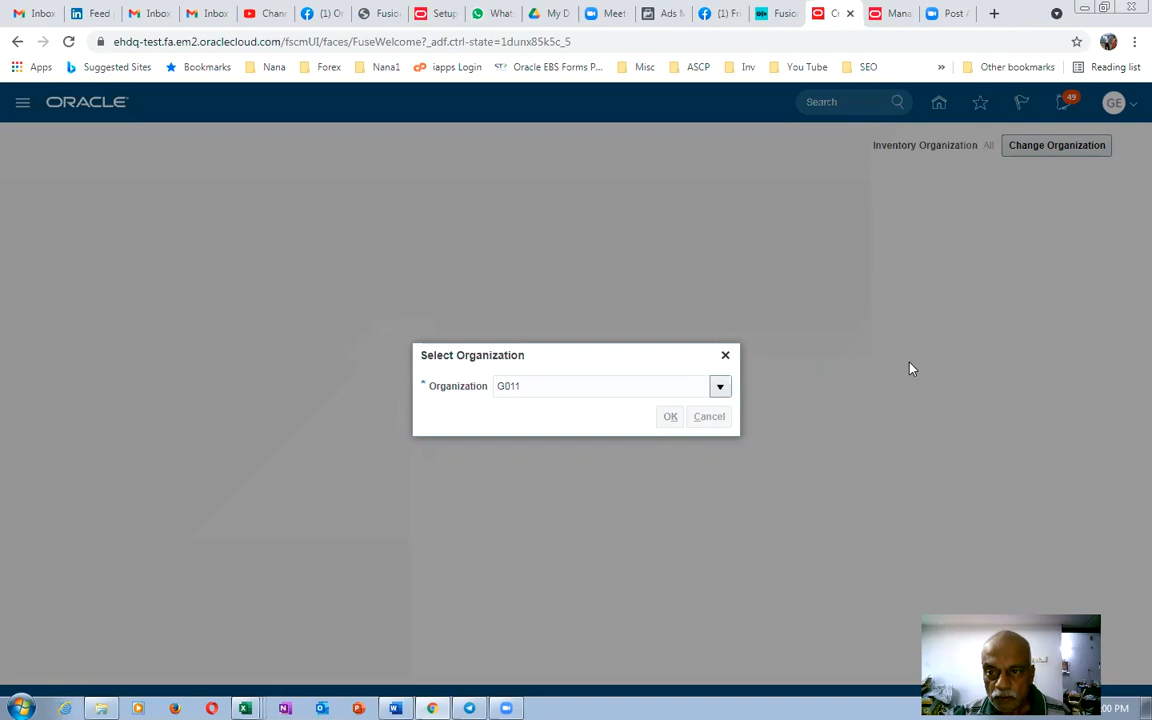 Inbox
Feed
Inbox
Inbox
Chann
(1) Or
Fusio
Setup
What
My D
Meet
Ads M
(1) Fr
Fusio
Cr
Mana
Post A
ehdq-test.fa.em2.oraclecloud.com/fscmUI/faces/FuseWelcome?_adf.ctrl-state=1dunx85k5c_5
Apps
Suggested Sites
Bookmarks
Nana
Forex
Nana1
iapps Login
Oracle EBS Forms P...
Misc
ASCP
Inv
You Tube
SEO
»
Other bookmarks
Reading list
ORACLE
Search
49
GE
Inventory Organization All
Change Organization
Select Organization
* Organization G011
OK
Cancel
:00 PM